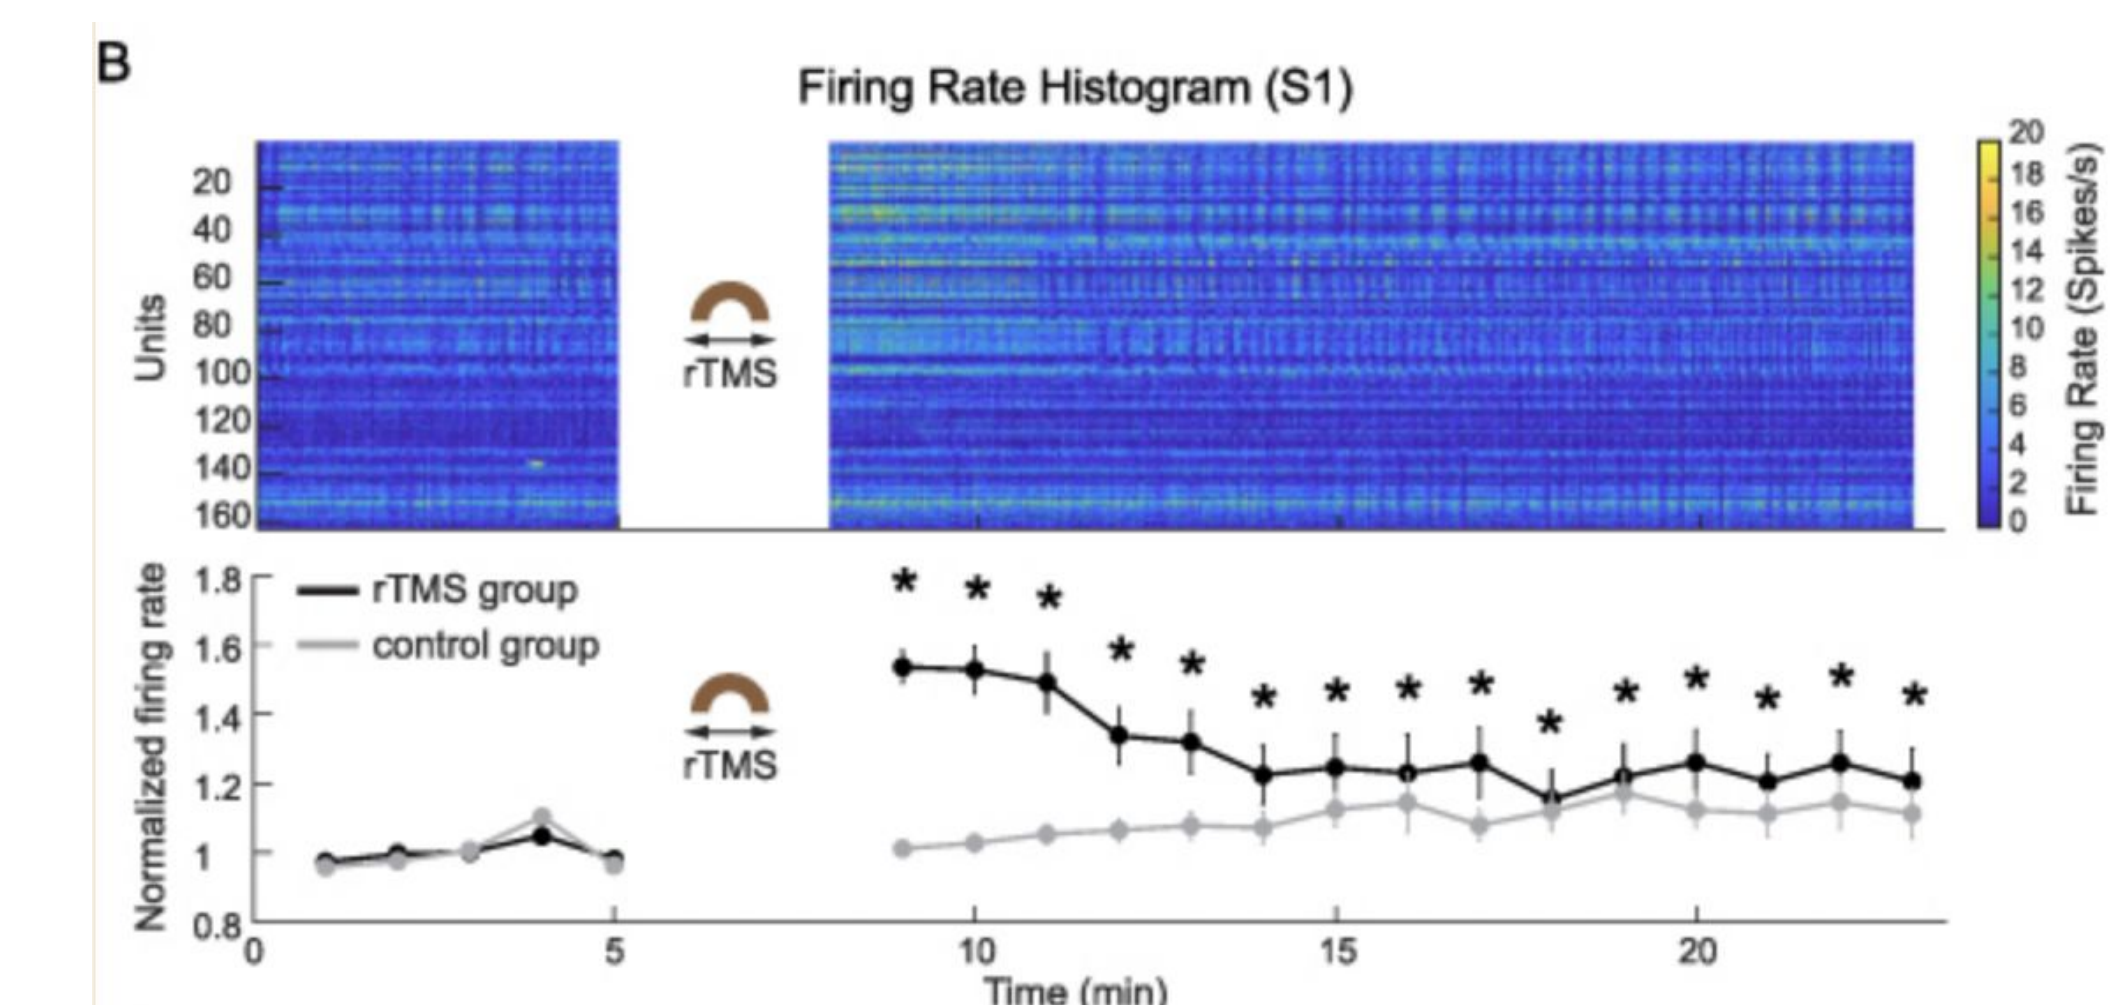 B
Firing Rate Histogram (S1)
Units
20
40
60
80
100
120
140
160
rTMS
20
18
16
14
12
10
8
6
4
2
0
Firing Rate (Spikes/s)
Normalized firing rate
1.8
1.6
1.4
1.2
1
0.8
rTMS group
control group
rTMS
* * * * * * * * * * * * * * *
0 5 10 15 20
Time (min)